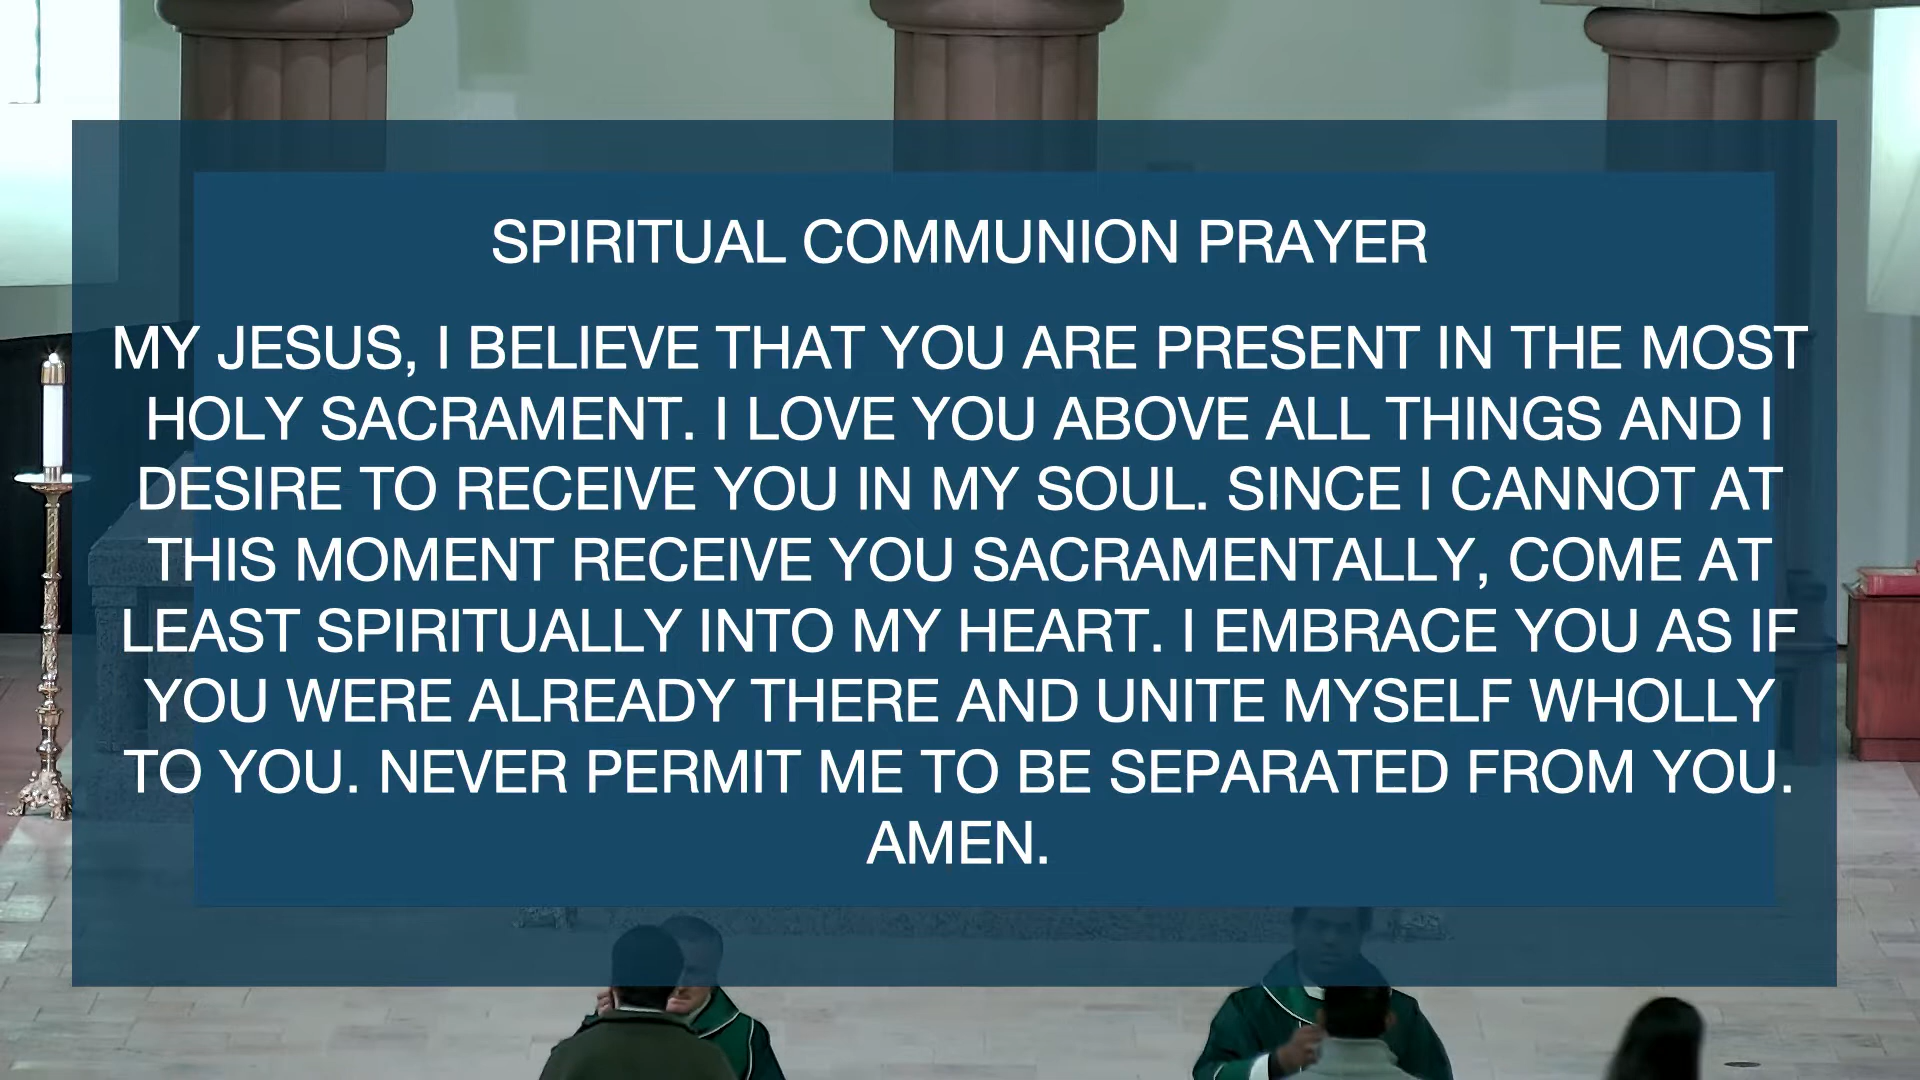 SPIRITUAL COMMUNION PRAYER
MY JESUS, I BELIEVE THAT YOU ARE PRESENT IN THE MOST
HOLY SACRAMENT. I LOVE YOU ABOVE ALL THINGS AND I
DESIRE TO RECEIVE YOU IN MY SOUL. SINCE I CANNOT AT
THIS MOMENT RECEIVE YOU SACRAMENTALLY, COME AT
LEAST SPIRITUALLY INTO MY HEART. I EMBRACE YOU AS IF
YOU WERE ALREADY THERE AND UNITE MYSELF WHOLLY
TO YOU. NEVER PERMIT ME TO BE SEPARATED FROM YOU.
AMEN.